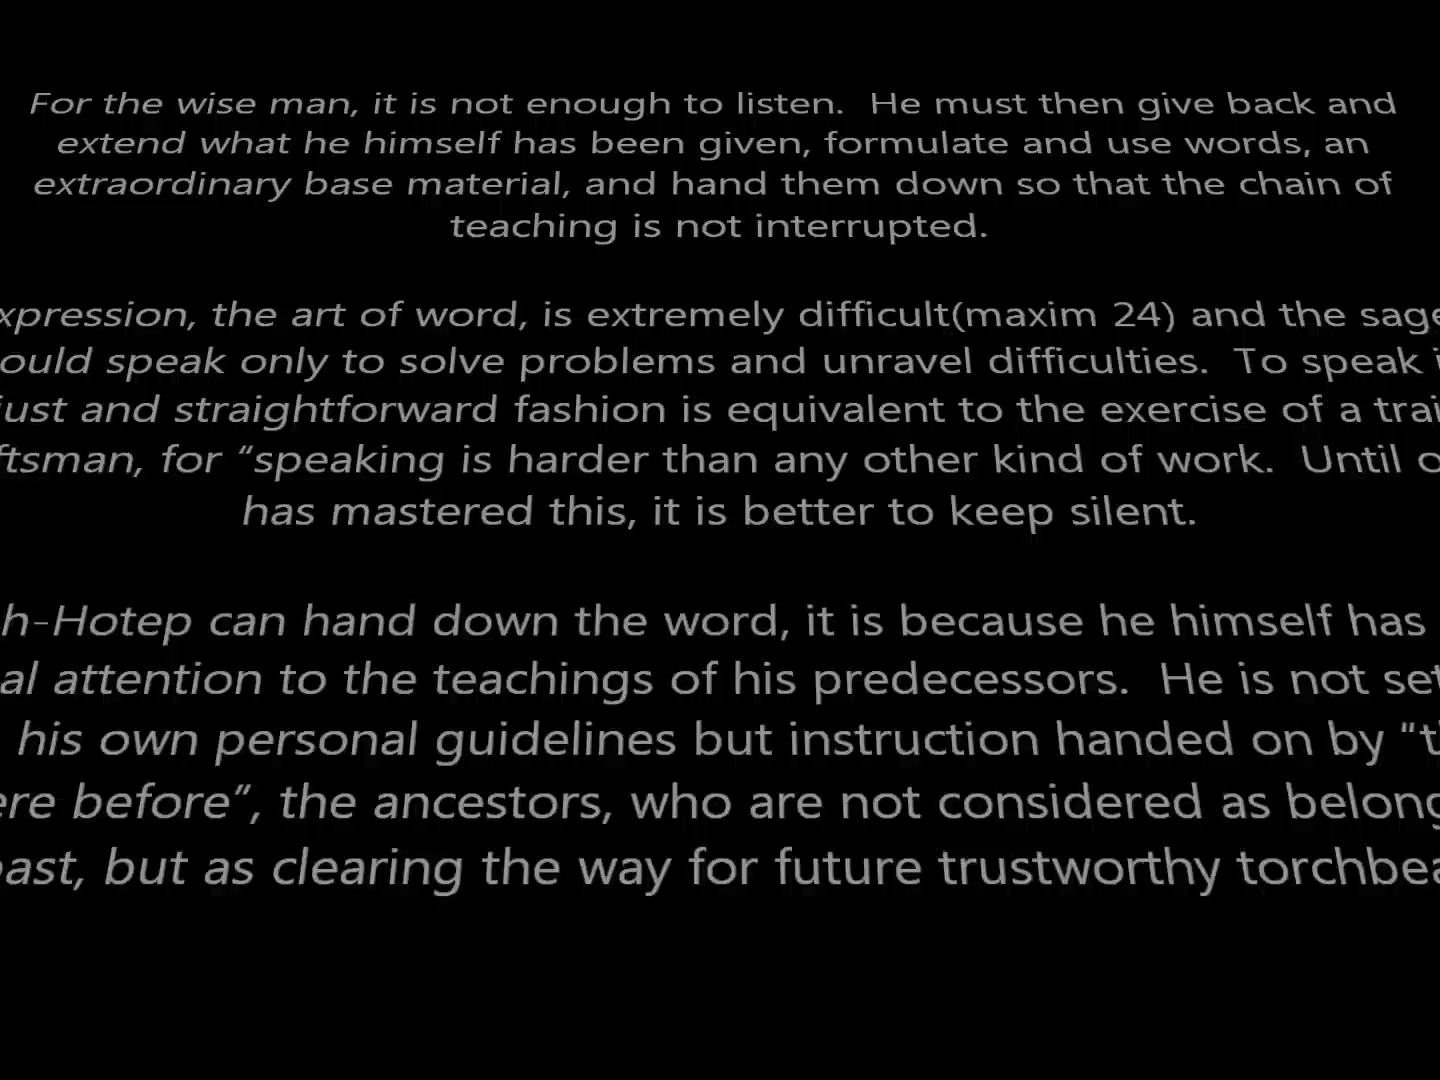 For the wise man, it is not enough to listen.  He must then give back and
extend what he himself has been given, formulate and use words, an
extraordinary base material, and hand them down so that the chain of
teaching is not interrupted.
xpression, the art of word, is extremely difficult(maxim 24) and the sage
ould speak only to solve problems and unravel difficulties.  To speak i
just and straightforward fashion is equivalent to the exercise of a trai
ftsman, for “speaking is harder than any other kind of work.  Until o
has mastered this, it is better to keep silent.
h-Hotep can hand down the word, it is because he himself has
al attention to the teachings of his predecessors.  He is not set
his own personal guidelines but instruction handed on by “t
ere before”, the ancestors, who are not considered as belong
past, but as clearing the way for future trustworthy torchbea